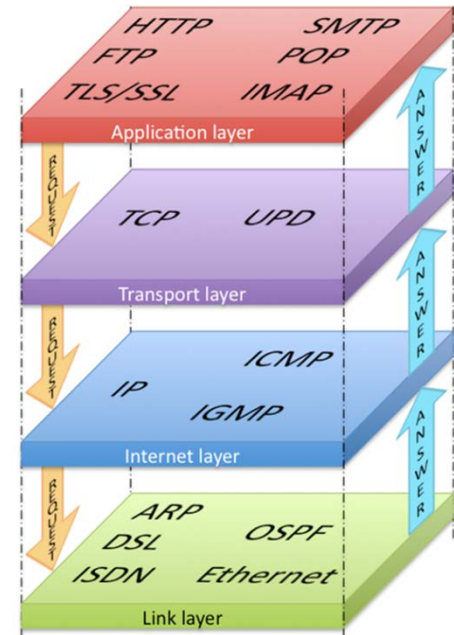 HTTP SMTP
FTP POP
TLS/SSL IMAP
Application layer
REQUEST
ANSWER
TCP UPD
Transport layer
REQUEST
ANSWER
ICMP
IP
IGMP
Internet layer
REQUEST
ANSWER
ARP
OSPF
DSL
ISDN Ethernet
Link layer